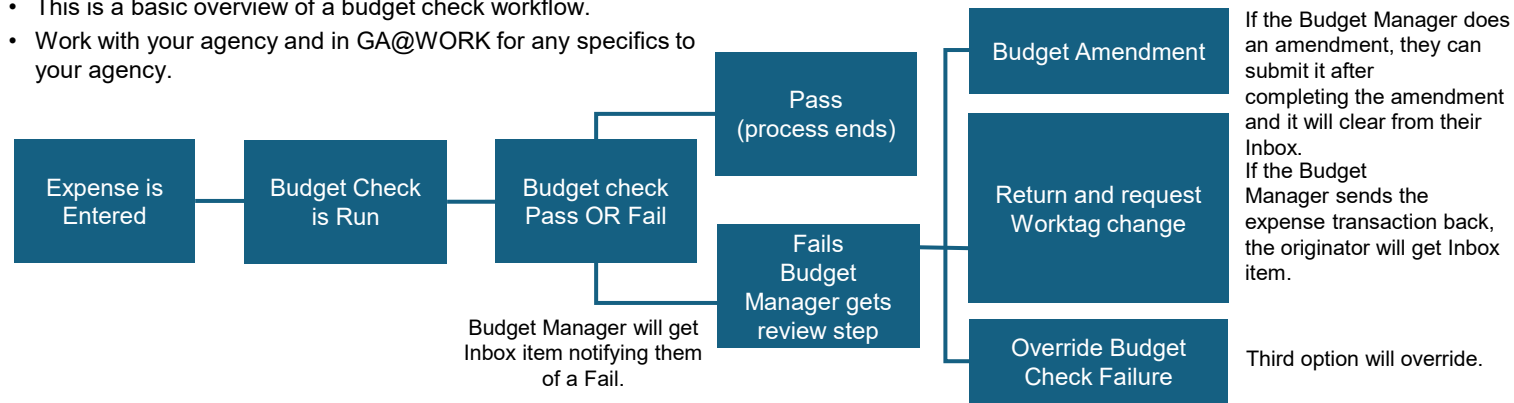 • This is a basic overview of a budget check workflow.
• Work with your agency and in GA@WORK for any specifics to
your agency.
Expense is
Entered
Budget Check
is Run
Budget check
Pass OR Fail
Budget Manager will get
Inbox item notifying them
of a Fail.
Pass
(process ends)
Fails
Budget
Manager gets
review step
Budget Amendment
If the Budget Manager does
an amendment, they can
submit it after
completing the amendment
and it will clear from their
Inbox.
Return and request
Worktag change
If the Budget
Manager sends the
expense transaction back,
the originator will get Inbox
item.
Override Budget
Check Failure
Third option will override.